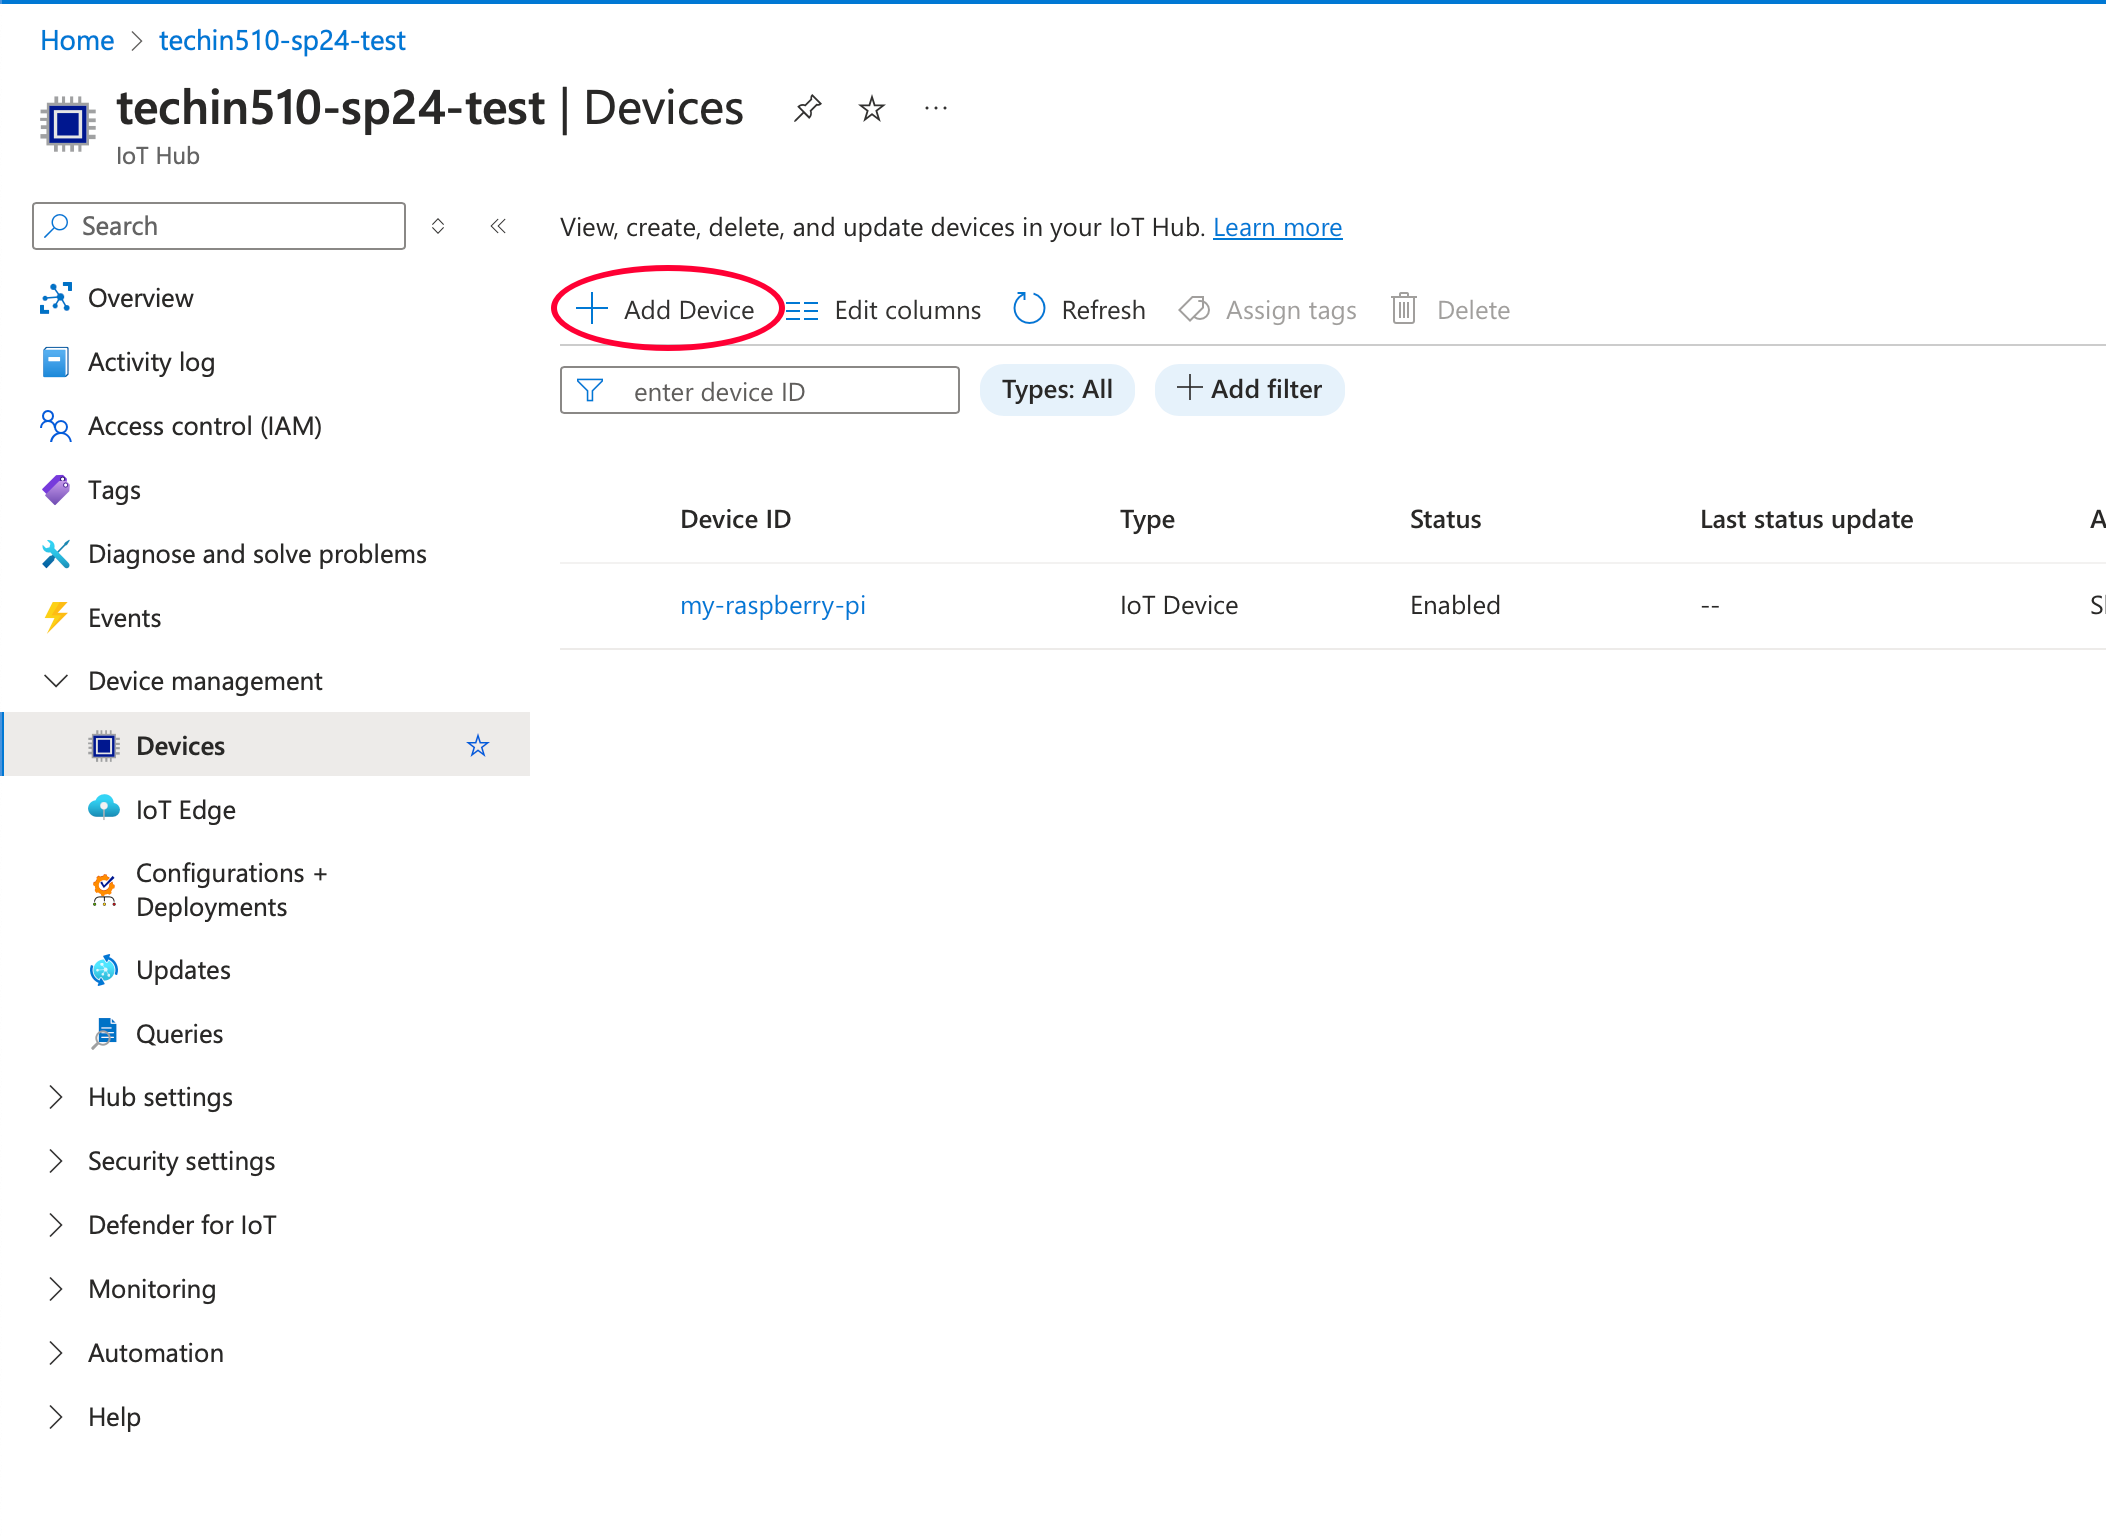 Home > techin510-sp24-test
techin510-sp24-test | Devices
IoT Hub
Search
Overview
Activity log
Access control (IAM)
Tags
Diagnose and solve problems
Events
Device management
Devices
IoT Edge
Configurations +
Deployments
Updates
Queries
Hub settings
Security settings
Defender for IoT
Monitoring
Automation
Help
View, create, delete, and update devices in your IoT Hub. Learn more
Add Device Edit columns Refresh Assign tags Delete
enter device ID Types: All Add filter
Device ID Type Status Last status update A
my-raspberry-pi IoT Device Enabled --